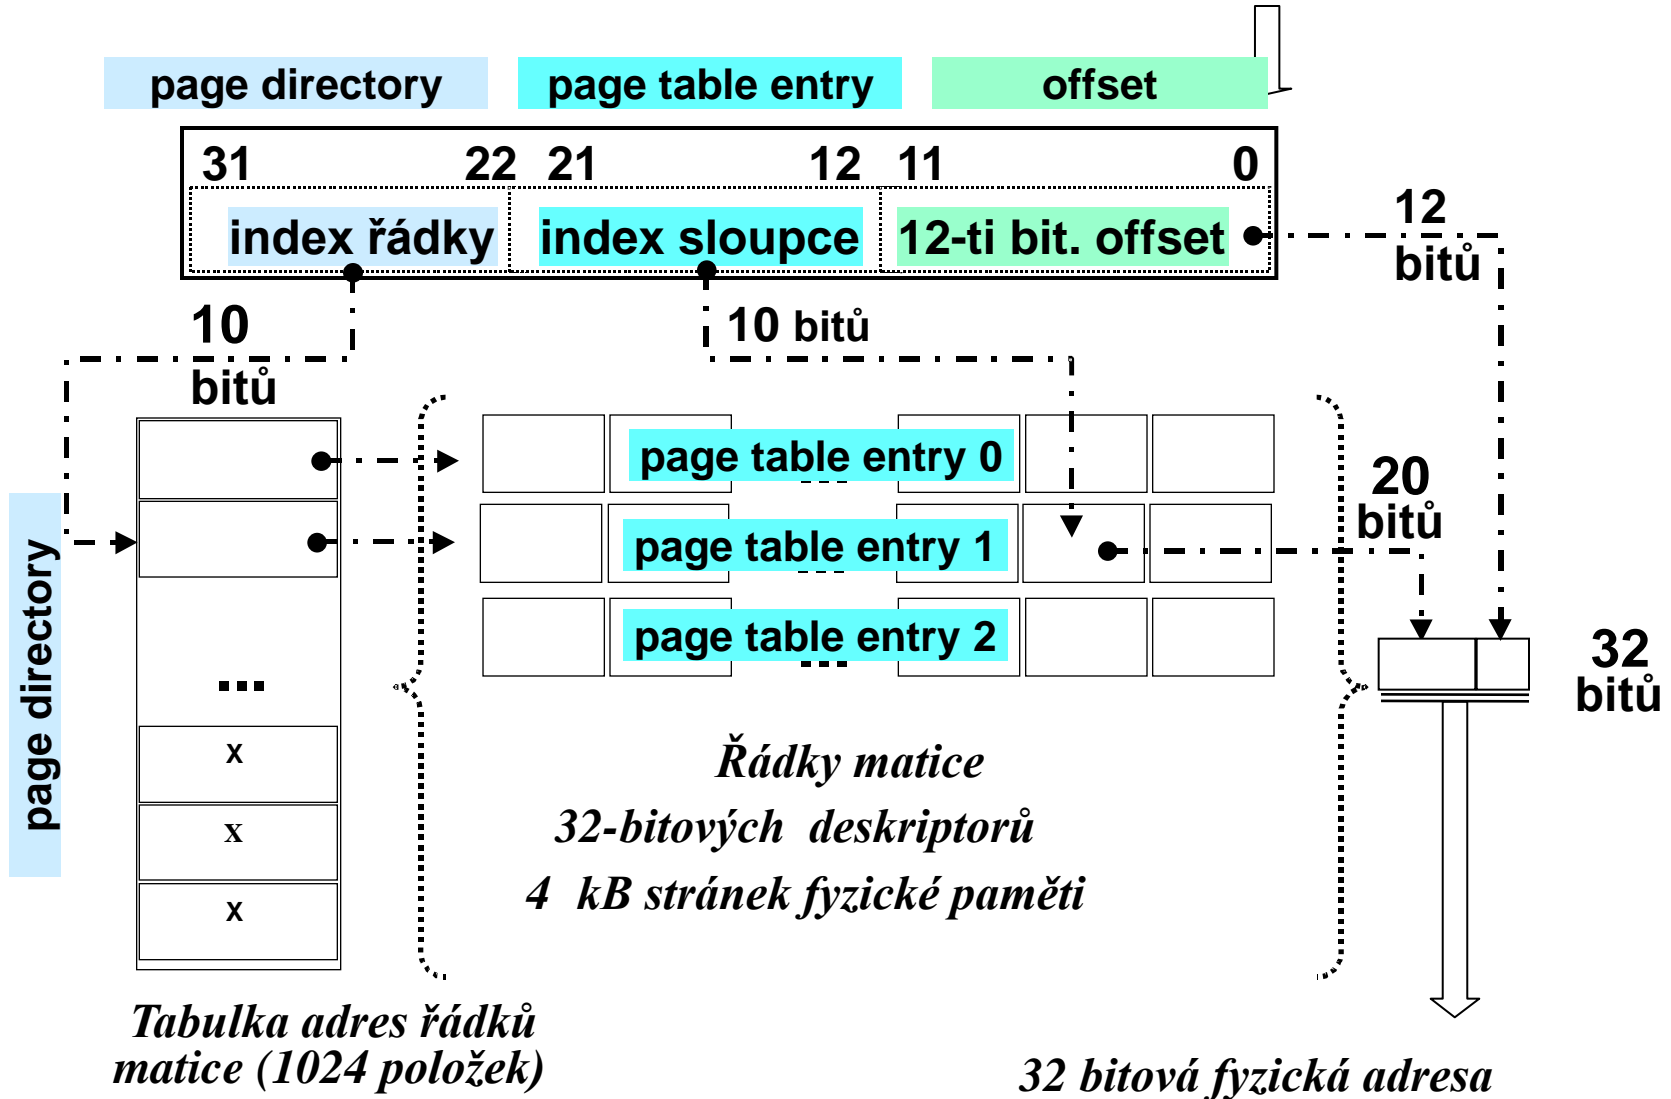 page directory page table entry offset
31 22 21 12 11 0
index řádky index sloupce 12-ti bit. offset
12
bitů
10
bitů
10 bitů
page table entry 0
...
20
bitů
page table entry 1
...
page table entry 2
...
page directory
...
x
x
x
32
bitů
Řádky matice
32-bitových deskriptorů
4 kB stránek fyzické paměti
Tabulka adres řádků
matice (1024 položek)
32 bitová fyzická adresa